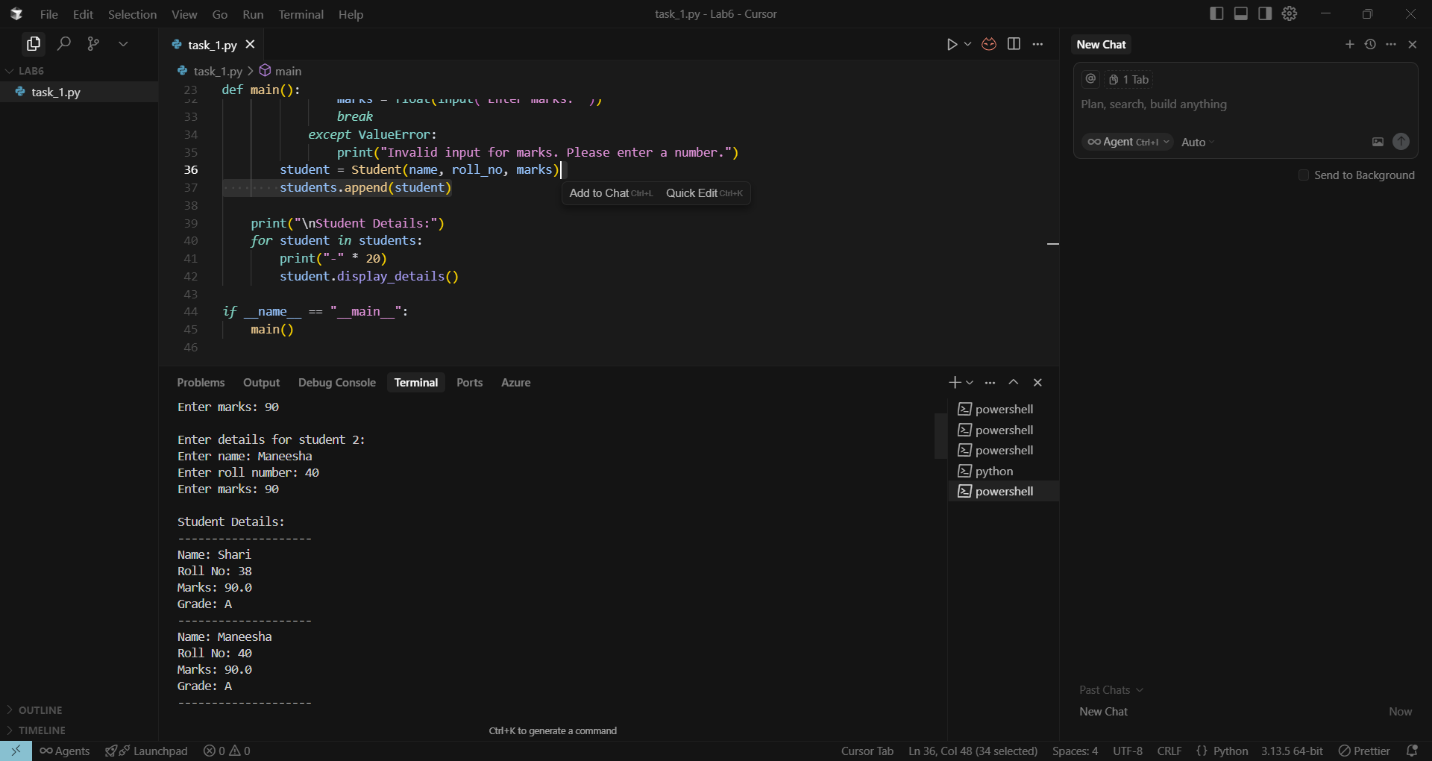 File Edit Selection View Go Run Terminal Help
task_1.py - Lab6 - Cursor
LAB6
task_1.py
OUTLINE
TIMELINE
task_1.py
task_1.py > main
23 def main():
32 marks = float(input("Enter marks: "))
33 break
34 except ValueError:
35 print("Invalid input for marks. Please enter a number.")
36 student = Student(name, roll_no, marks)
37 ········students.append(student)
Add to Chat Ctrl+L Quick Edit Ctrl+K
38
39 print("\nStudent Details:")
40 for student in students:
41 print("-" * 20)
42 student.display_details()
43
44 if __name__ == "__main__":
45 main()
46
Problems Output Debug Console Terminal Ports Azure
Enter marks: 90
Enter details for student 2:
Enter name: Maneesha
Enter roll number: 40
Enter marks: 90
Student Details:
--------------------
Name: Shari
Roll No: 38
Marks: 90.0
Grade: A
--------------------
Name: Maneesha
Roll No: 40
Marks: 90.0
Grade: A
--------------------
Ctrl+K to generate a command
powershell
powershell
powershell
python
powershell
New Chat
@ 1 Tab
Plan, search, build anything
Agent Ctrl+I Auto
Send to Background
Past Chats
New Chat Now
Agents Launchpad 0 0
Cursor Tab Ln 36, Col 48 (34 selected) Spaces: 4 UTF-8 CRLF {} Python 3.13.5 64-bit Prettier